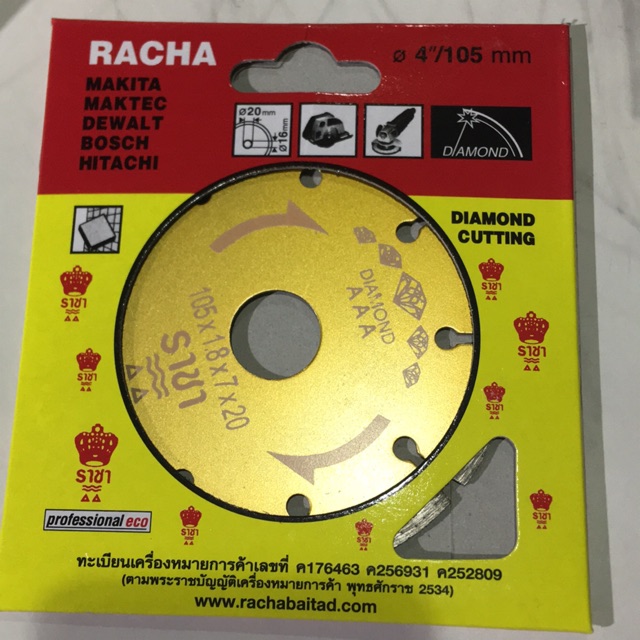 RACHA
ø 4"/105 mm
MAKITA
MAKTEC
DEWALT
BOSCH
HITACHI
ø20mm
ø16mm
DIAMOND
DIAMOND
CUTTING
DIAMOND
AAA
105x1.8x7x20
ราชา
ราชา
ราชา
ราชา
ราชา
ราชา
ราชา
ราชา
ราชา
ราชา
professional eco
ทะเบียนเครื่องหมายการค้าเลขที่ ค176463 ค256931 ค252809
(ตามพระราชบัญญัติเครื่องหมายการค้า พุทธศักราช 2534)
www.rachabaitad.com